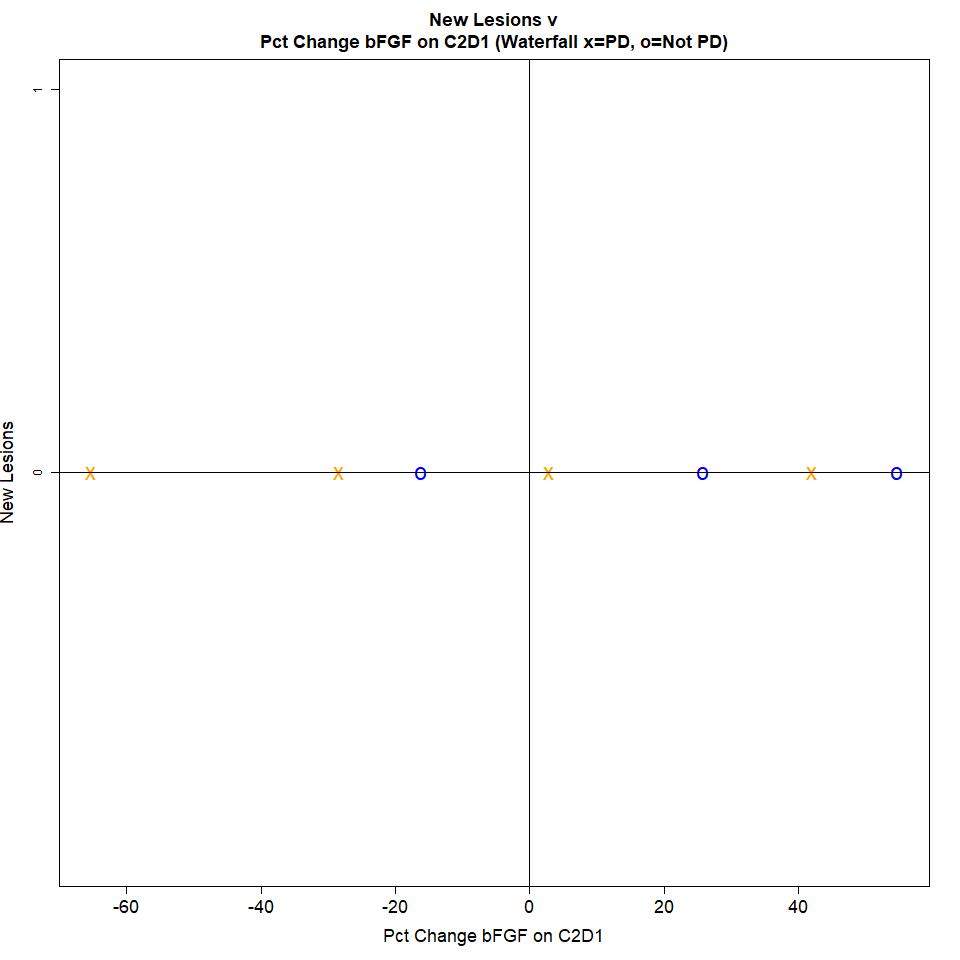 New Lesions v
Pct Change bFGF on C2D1 (Waterfall x=PD, o=Not PD)
1
New Lesions
0
X X O X O X O
-60 -40 -20 0 20 40
Pct Change bFGF on C2D1